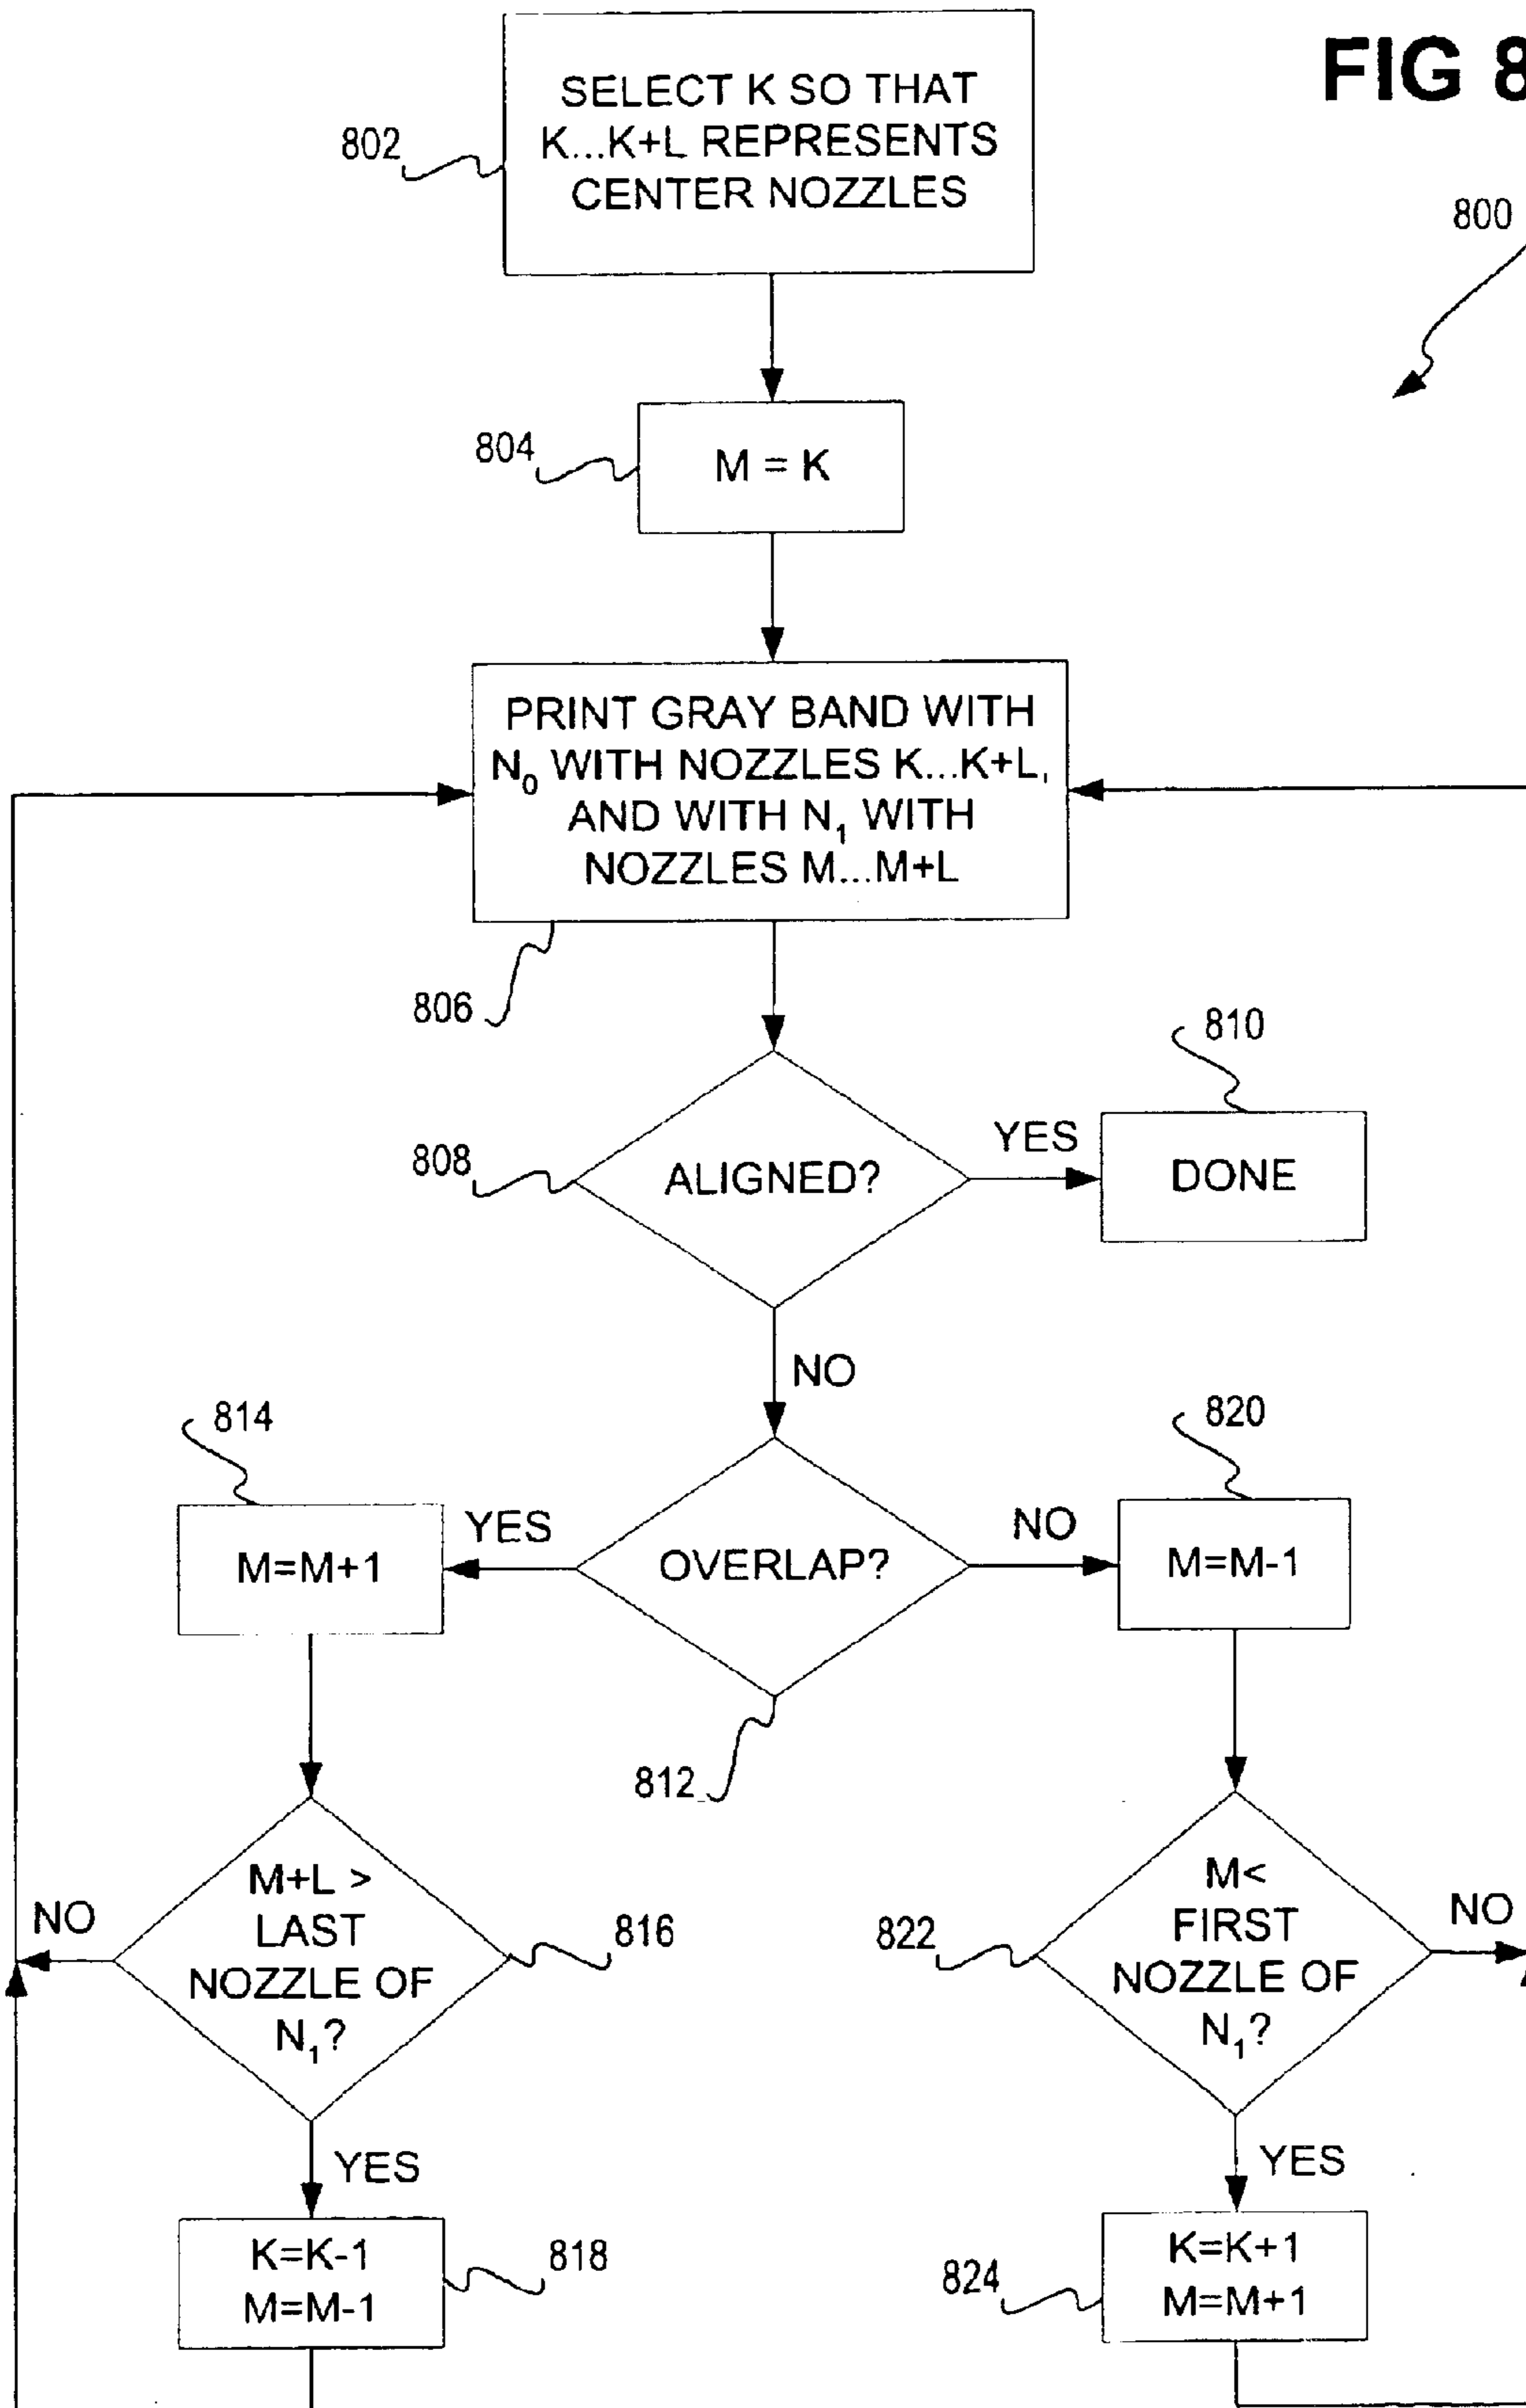 FIG 8
SELECT K SO THAT
K...K+L REPRESENTS
CENTER NOZZLES
802
800
804
M = K
PRINT GRAY BAND WITH
N₀ WITH NOZZLES K...K+L,
AND WITH N₁ WITH
NOZZLES M...M+L
806
810
808
ALIGNED?
YES
DONE
NO
814
820
M=M+1
YES
OVERLAP?
NO
M=M-1
812
NO
M+L >
LAST
NOZZLE OF
N₁?
816
822
M<
FIRST
NOZZLE OF
N₁?
NO
YES
YES
K=K-1
M=M-1
818
824
K=K+1
M=M+1